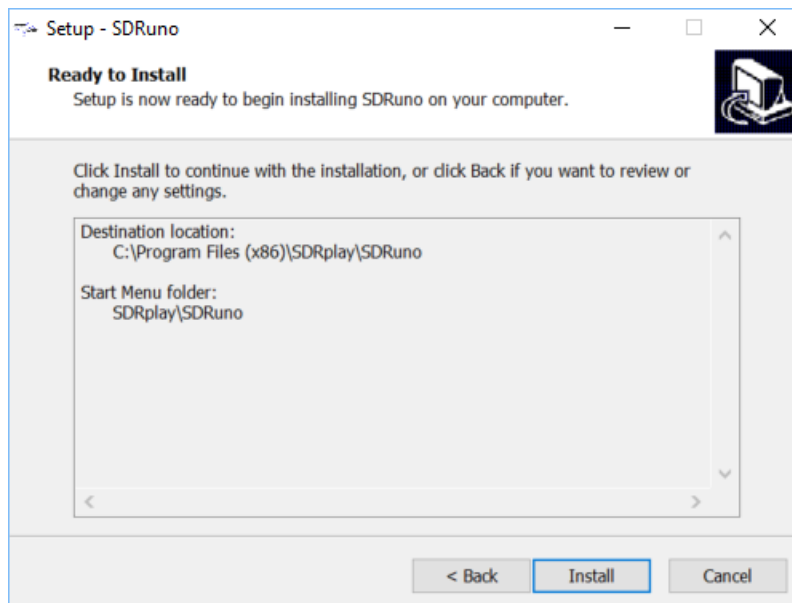 Setup - SDRuno
Ready to Install
Setup is now ready to begin installing SDRuno on your computer.
Click Install to continue with the installation, or click Back if you want to review or
change any settings.
Destination location:
C:\Program Files (x86)\SDRplay\SDRuno
Start Menu folder:
SDRplay\SDRuno
< Back
Install
Cancel